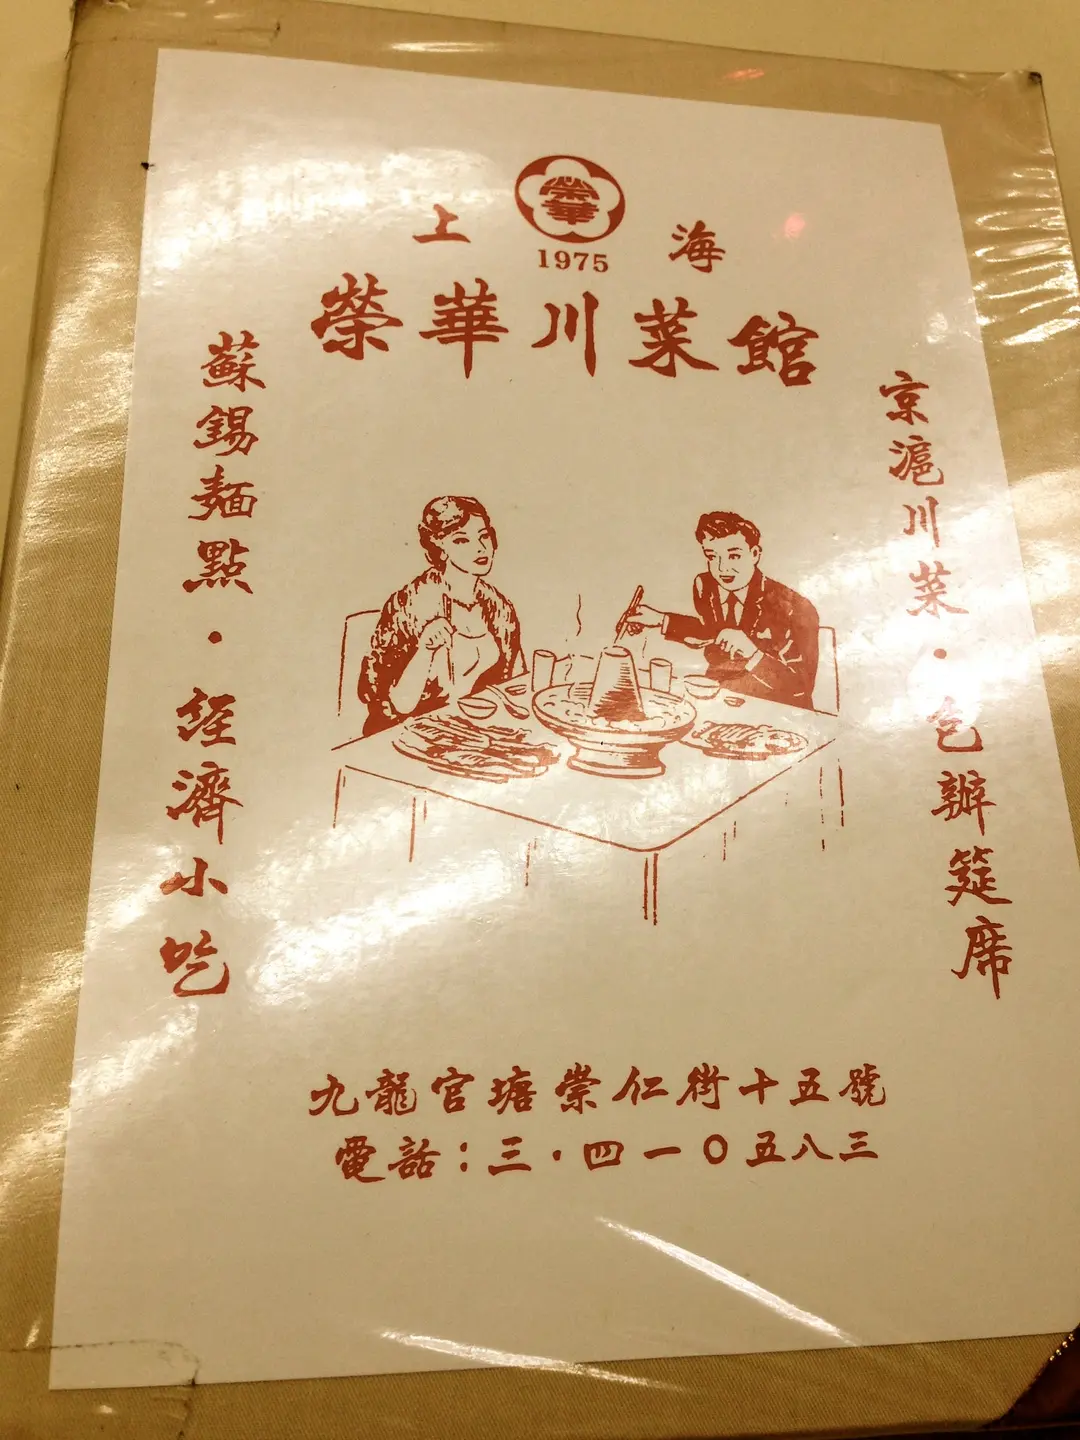 榮華
1975
上海
榮華川菜館
京滬川菜·包辦筵席
蘇錫麵點·經濟小吃
九龍官塘崇仁街十五號
電話：三·四一〇五八三